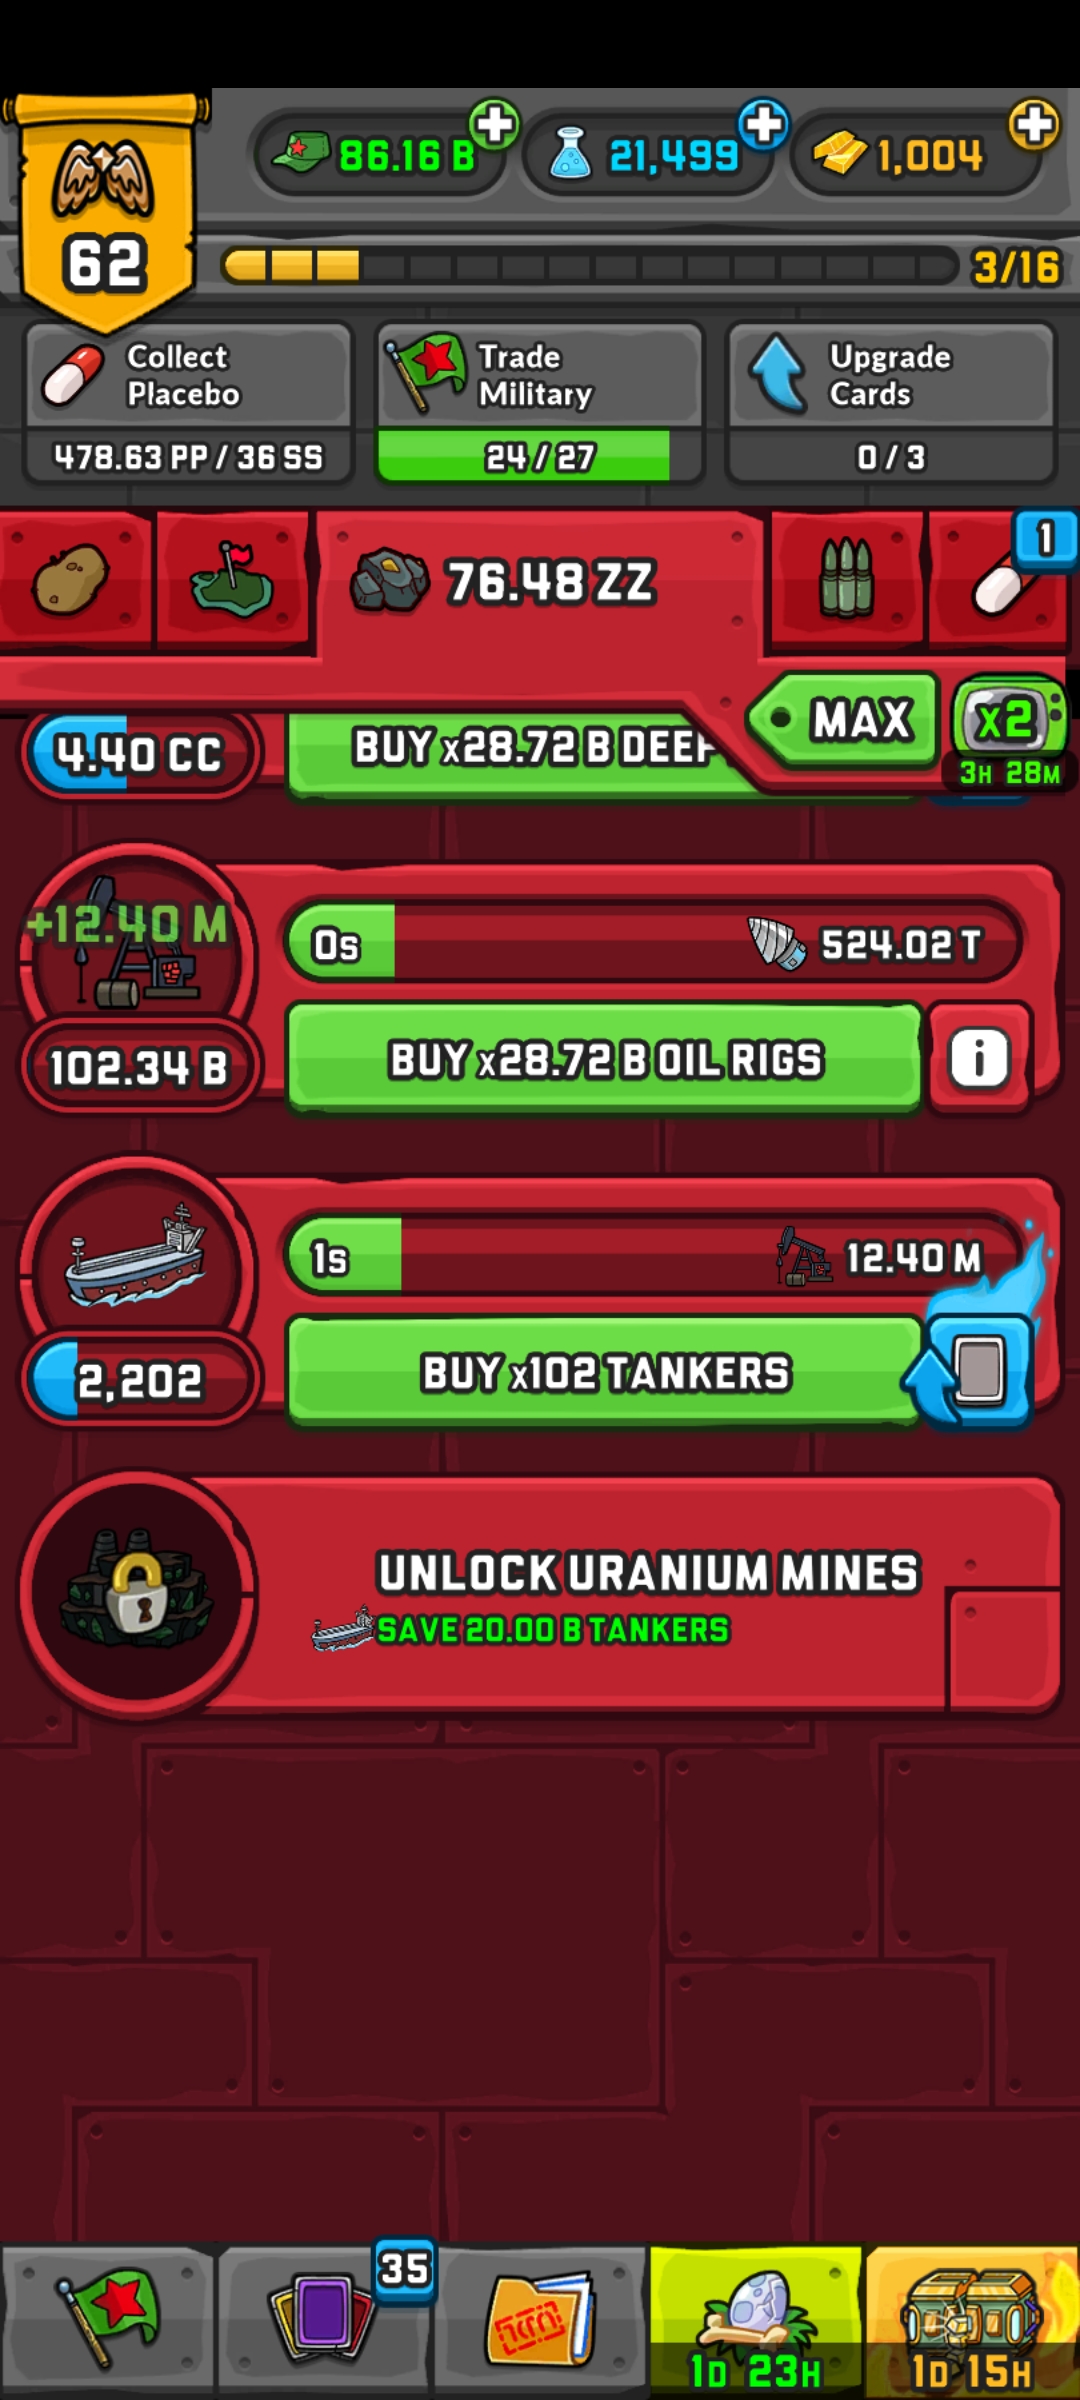 86.16 B
21,499
1,004
62
3/16
Collect
Placebo
Trade
Military
Upgrade
Cards
478.63 PP / 36 SS
24 / 27
0 / 3
1
76.48 ZZ
MAX
x2
3H 28M
4.40 CC
BUY x28.72 B DEEP
+12.40 M
0s
524.02 T
102.34 B
BUY x28.72 B OIL RIGS
i
1s
12.40 M
2,202
BUY x102 TANKERS
UNLOCK URANIUM MINES
SAVE 20.00 B TANKERS
35
1D 23H
1D 15H